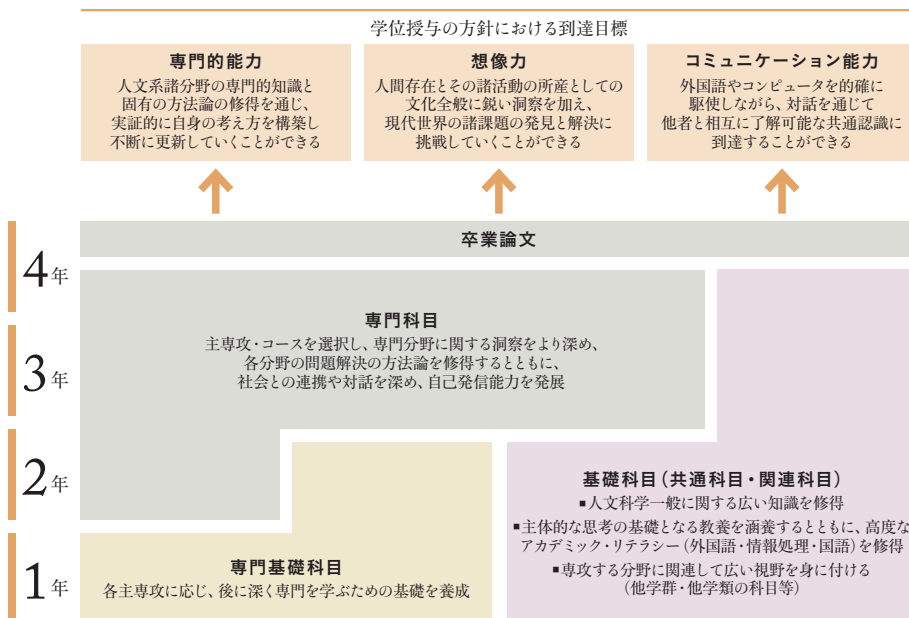 学位授与の方針における到達目標
専門的能力
人文系諸分野の専門的知識と
固有の方法論の修得を通じ、
実証的に自身の考え方を構築し
不断に更新していくことができる
想像力
人間存在とその諸活動の所産としての
文化全般に鋭い洞察を加え、
現代世界の諸課題の発見と解決に
挑戦していくことができる
コミュニケーション能力
外国語やコンピュータを的確に
駆使しながら、対話を通じて
他者と相互に了解可能な共通認識に
到達することができる
卒業論文
4年
専門科目
主専攻・コースを選択し、専門分野に関する洞察をより深め、
各分野の問題解決の方法論を修得するとともに、
社会との連携や対話を深め、自己発信能力を発展
3年
2年
基礎科目（共通科目・関連科目）
■人文科学一般に関する広い知識を修得
■主体的な思考の基礎となる教養を涵養するとともに、高度な
アカデミック・リテラシー（外国語・情報処理・国語）を修得
■専攻する分野に関連して広い視野を身に付ける
（他学群・他学類の科目等）
専門基礎科目
各主専攻に応じ、後に深く専門を学ぶための基礎を養成
1年